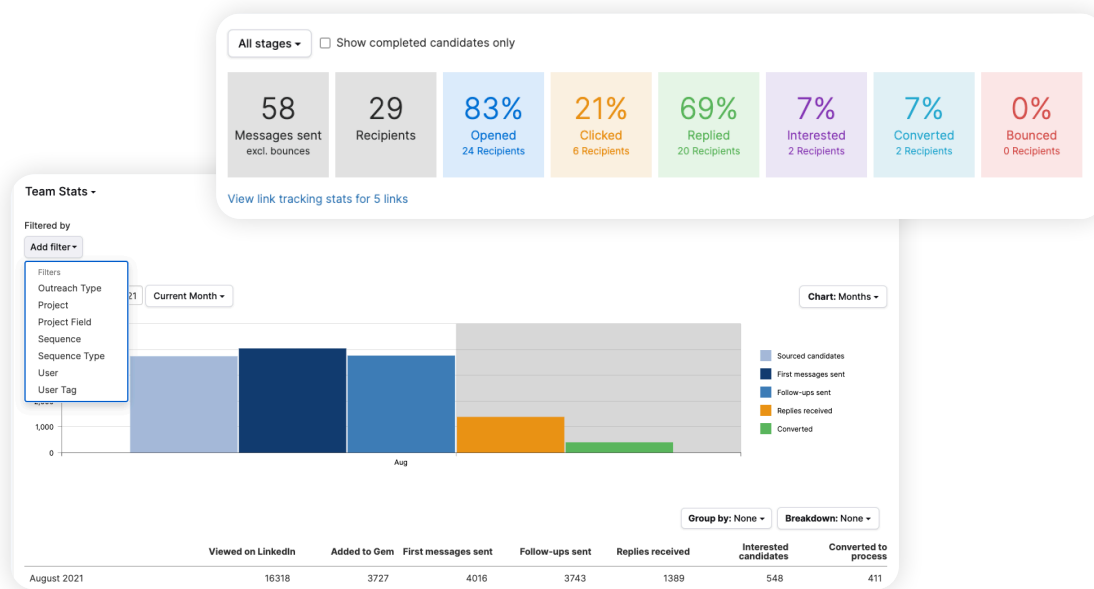 All stages
Show completed candidates only
58
Messages sent
excl. bounces
29
Recipients
83%
Opened
24 Recipients
21%
Clicked
6 Recipients
69%
Replied
20 Recipients
7%
Interested
2 Recipients
7%
Converted
2 Recipients
0%
Bounced
0 Recipients
View link tracking stats for 5 links
Team Stats
Filtered by
Add filter
Filters
Outreach Type
Project
Project Field
Sequence
Sequence Type
User
User Tag
21
Current Month
Chart: Months
1,000
0
Aug
Sourced candidates
First messages sent
Follow-ups sent
Replies received
Converted
Group by: None
Breakdown: None
Viewed on LinkedIn Added to Gem First messages sent Follow-ups sent Replies received Interested candidates Converted to process
August 2021 16318 3727 4016 3743 1389 548 411